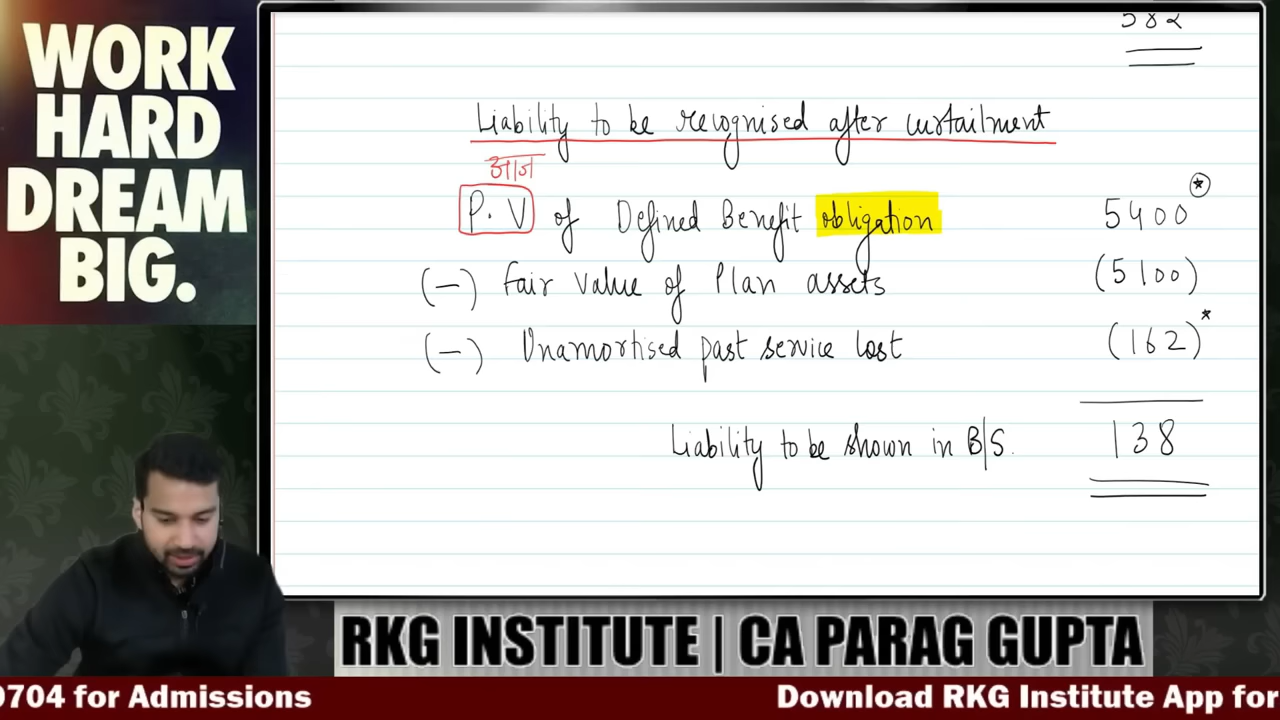 WORK
HARD
DREAM
BIG.
582
Liability to be recognised after curtailment
आज
P.V of Defined Benefit obligation 5400 *
(-) Fair value of Plan assets (5100)
(-) Unamortised past service cost (162)*
Liability to be shown in B/S. 138
RKG INSTITUTE | CA PARAG GUPTA
0704 for Admissions Download RKG Institute App for